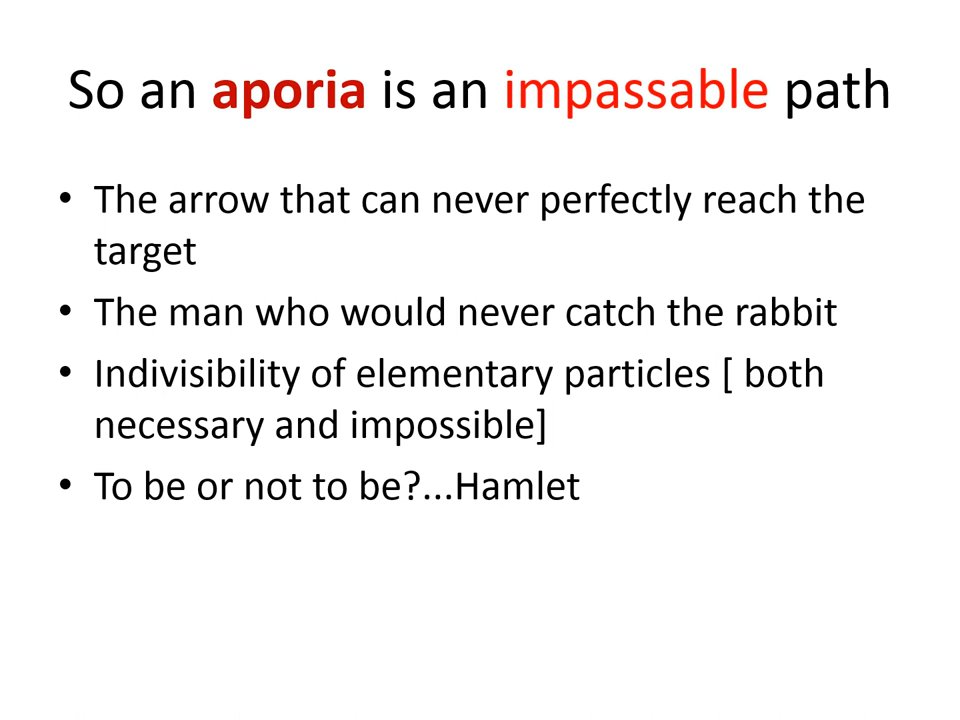 So an aporia is an impassable path
• The arrow that can never perfectly reach the
target
• The man who would never catch the rabbit
• Indivisibility of elementary particles [ both
necessary and impossible]
• To be or not to be?...Hamlet